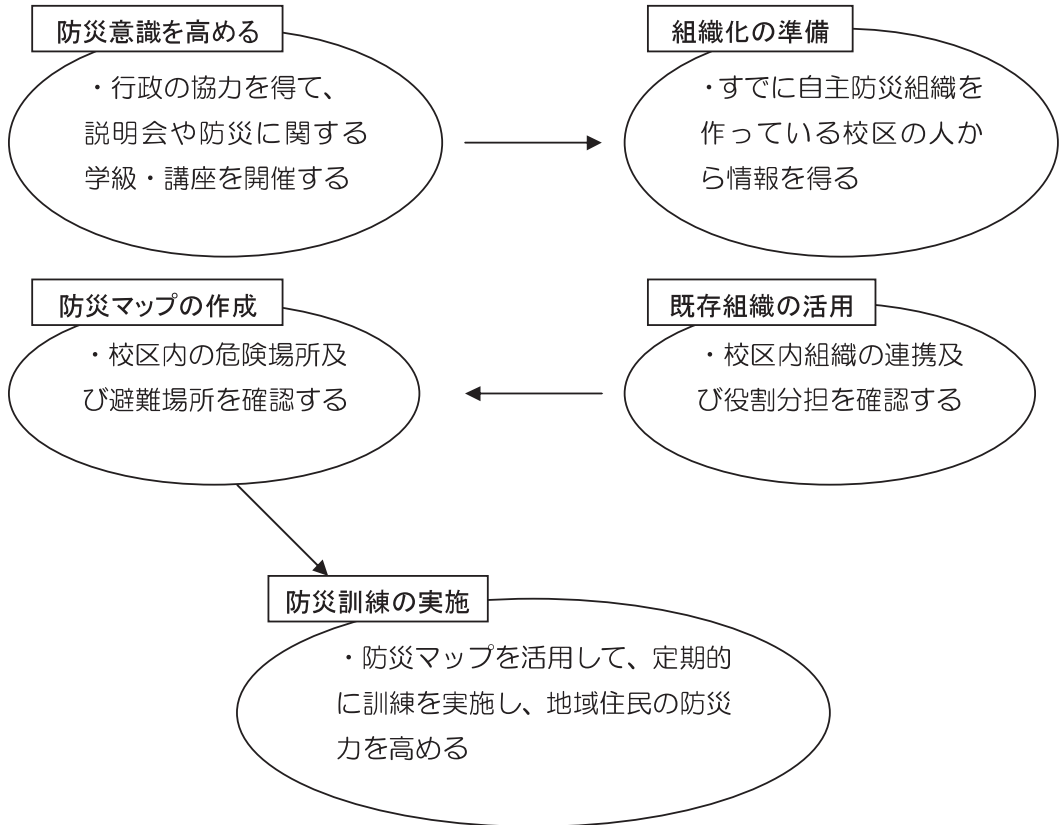 防災意識を高める
・行政の協力を得て、
説明会や防災に関する
学級・講座を開催する
組織化の準備
・すでに自主防災組織を
作っている校区の人か
ら情報を得る
既存組織の活用
・校区内組織の連携及
び役割分担を確認する
防災マップの作成
・校区内の危険場所及
び避難場所を確認する
防災訓練の実施
・防災マップを活用して、定期的
に訓練を実施し、地域住民の防災
力を高める